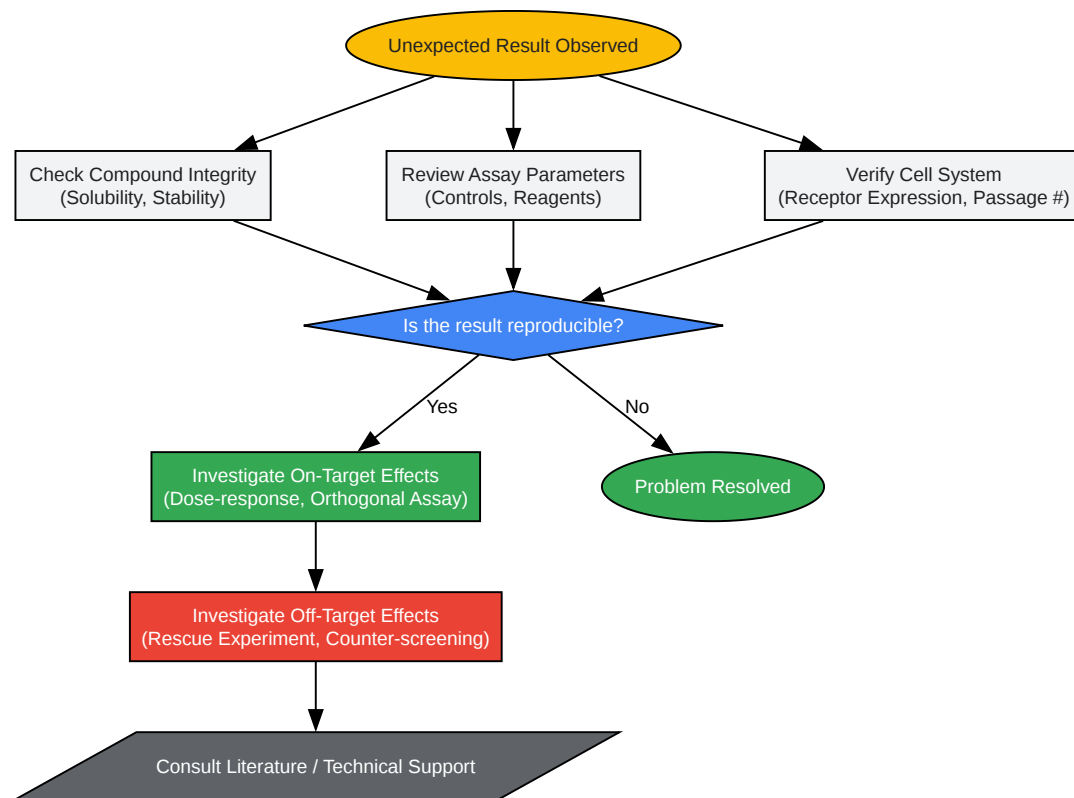 Unexpected Result Observed
Check Compound Integrity
(Solubility, Stability)
Review Assay Parameters
(Controls, Reagents)
Verify Cell System
(Receptor Expression, Passage #)
Is the result reproducible?
Yes
No
Investigate On-Target Effects
(Dose-response, Orthogonal Assay)
Problem Resolved
Investigate Off-Target Effects
(Rescue Experiment, Counter-screening)
Consult Literature / Technical Support